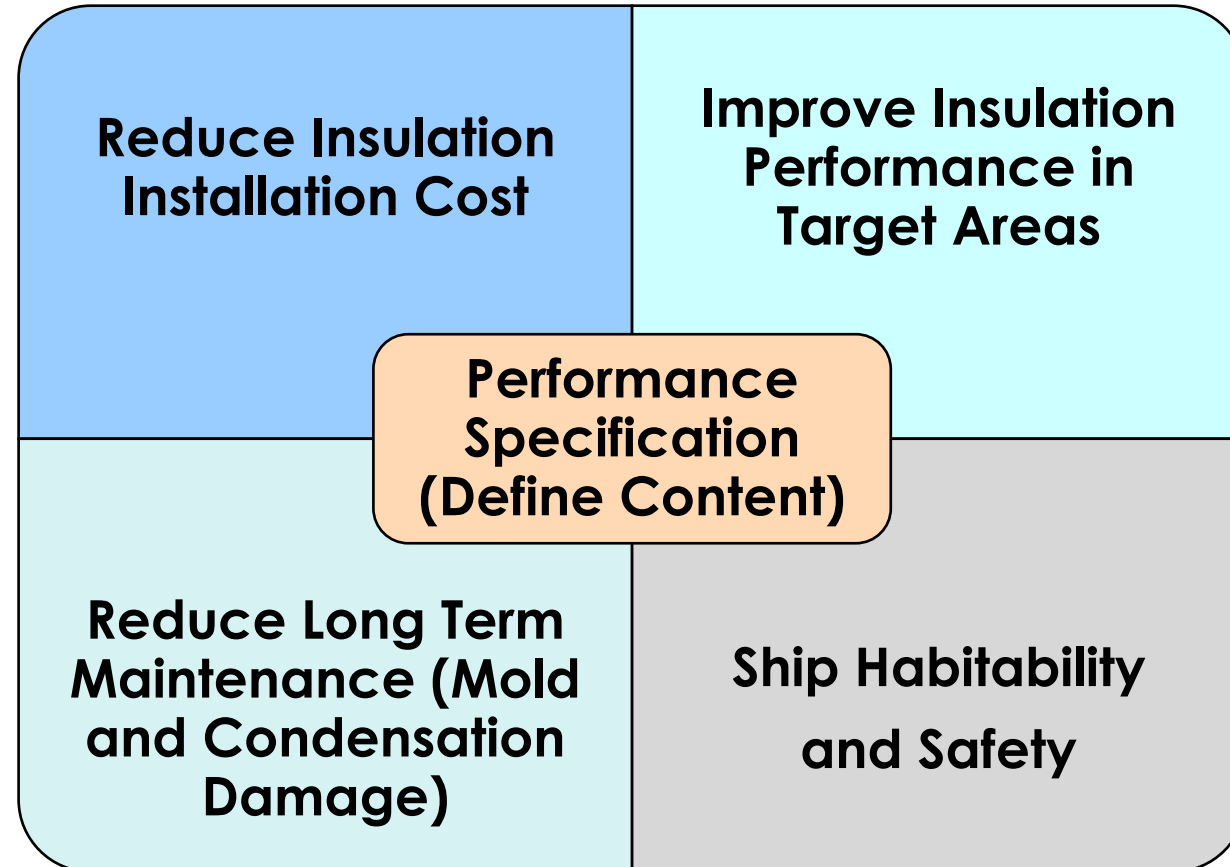 Reduce Insulation
Installation Cost
Improve Insulation
Performance in
Target Areas
Performance
Specification
(Define Content)
Reduce Long Term
Maintenance (Mold
and Condensation
Damage)
Ship Habitability
and Safety